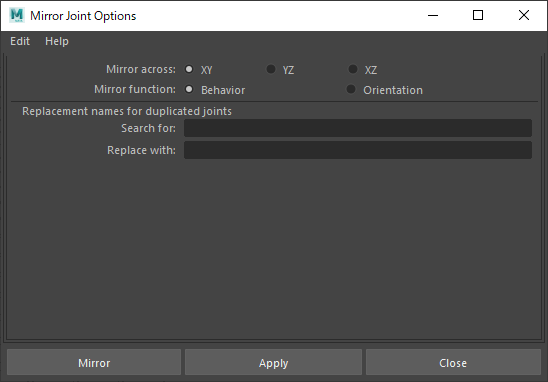 Mirror Joint Options
Edit Help
Mirror across: XY YZ XZ
Mirror function: Behavior Orientation
Replacement names for duplicated joints
Search for:
Replace with:
Mirror Apply Close